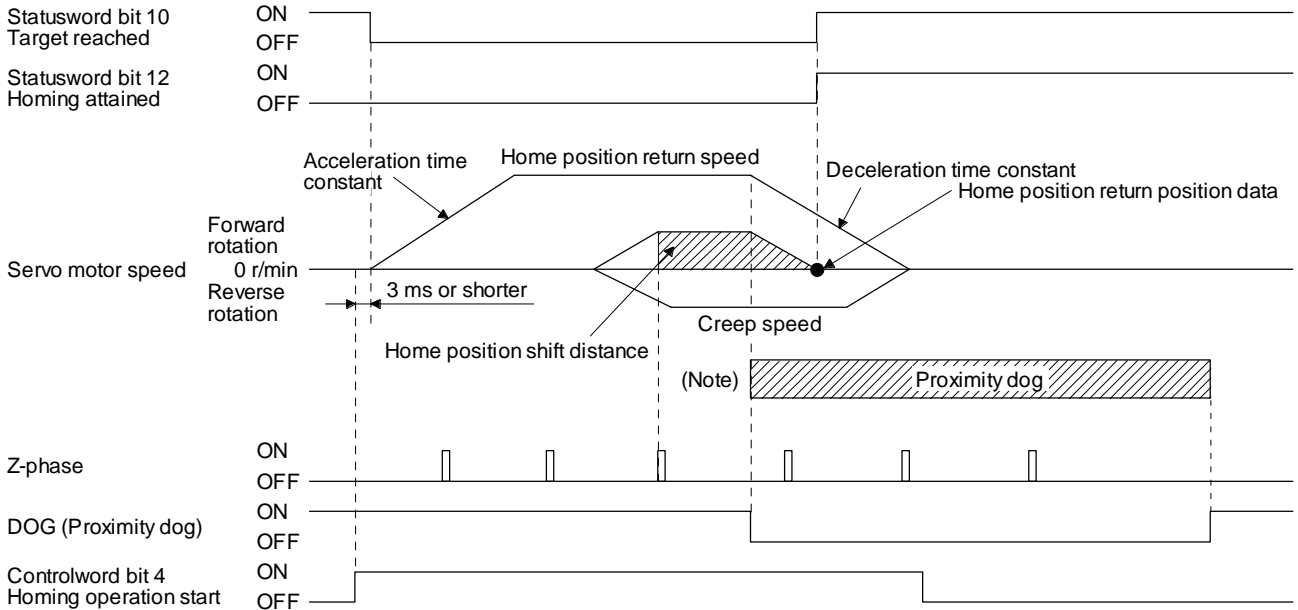 Statusword bit 10
Target reached
ON
OFF
Statusword bit 12
Homing attained
ON
OFF
Acceleration time
constant
Home position return speed
Deceleration time constant
Home position return position data
Forward
rotation
Servo motor speed
0 r/min
Reverse
rotation
3 ms or shorter
Creep speed
Home position shift distance
(Note)
Proximity dog
Z-phase
ON
OFF
DOG (Proximity dog)
ON
OFF
Controlword bit 4
Homing operation start
ON
OFF